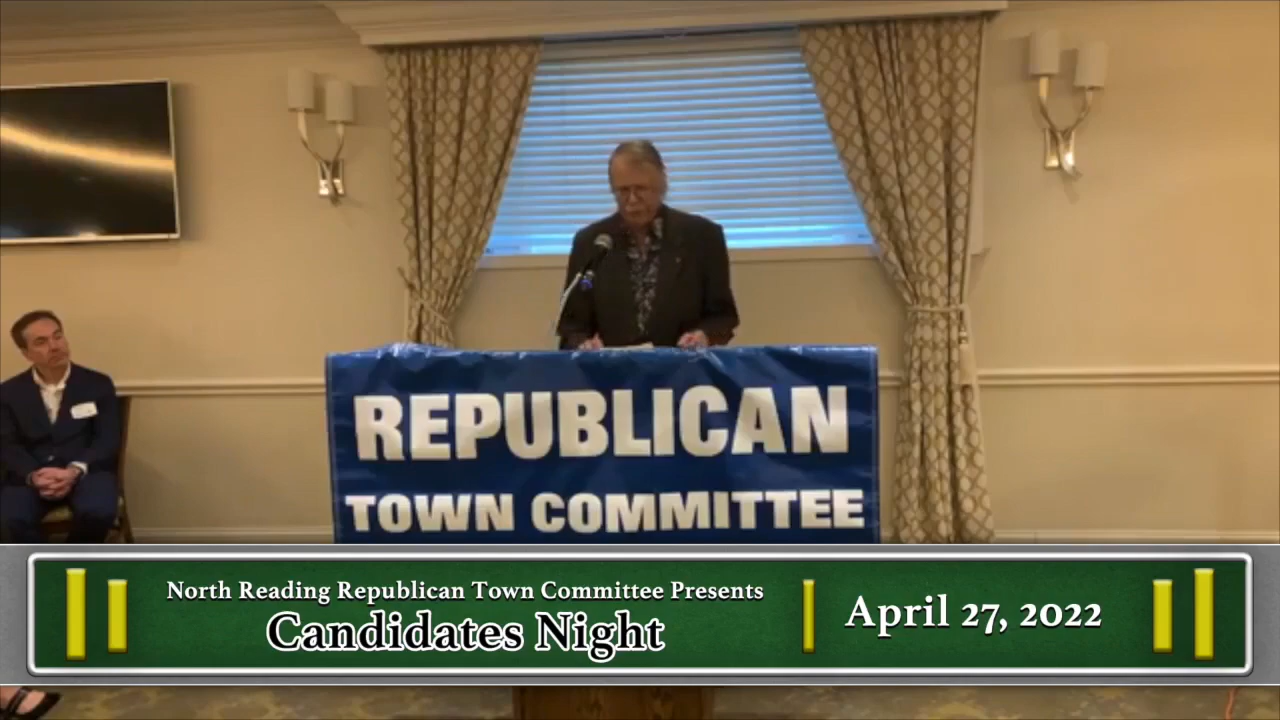 REPUBLICAN
TOWN COMMITTEE
North Reading Republican Town Committee Presents
Candidates Night
April 27, 2022